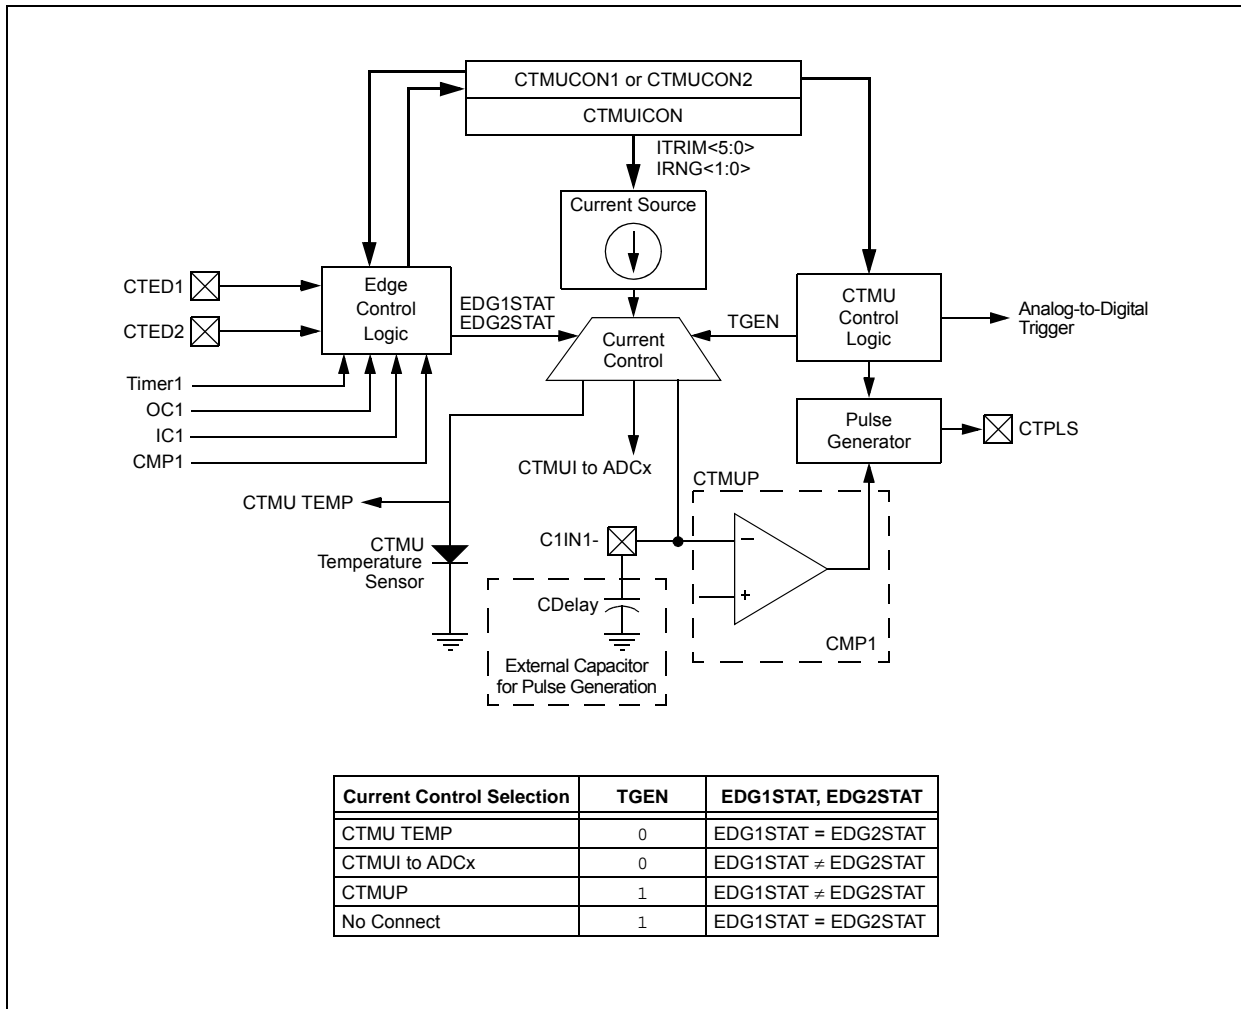 CTMUCON1 or CTMUCON2
CTMUICON
ITRIM<5:0>
IRNG<1:0>
Current Source
CTED1
CTED2
Edge
Control
Logic
EDG1STAT
EDG2STAT
Current
Control
TGEN
CTMU
Control
Logic
Analog-to-Digital
Trigger
Timer1
OC1
IC1
CMP1
Pulse
Generator
CTPLS
CTMUI to ADCx
CTMUP
CTMU TEMP
C1IN1-
CTMU
Temperature
Sensor
CDelay
−
+
CMP1
External Capacitor
for Pulse Generation
Current Control Selection TGEN EDG1STAT, EDG2STAT
CTMU TEMP 0 EDG1STAT = EDG2STAT
CTMUI to ADCx 0 EDG1STAT ≠ EDG2STAT
CTMUP 1 EDG1STAT ≠ EDG2STAT
No Connect 1 EDG1STAT = EDG2STAT